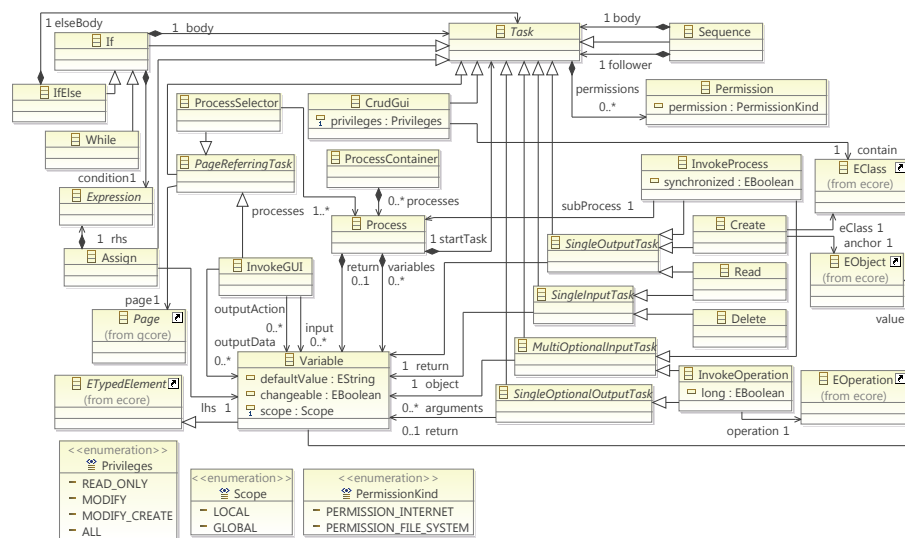 1 elseBody
If
1 body
Task
1 body
Sequence
1 follower
IfElse
While
ProcessSelector
CrudGui
privileges : Privileges
permissions
0..*
Permission
permission : PermissionKind
condition1
PageReferringTask
ProcessContainer
InvokeProcess
synchronized : EBoolean
1 contain
EClass
(from ecore)
Expression
processes 1..*
0..* processes
Process
subProcess 1
Create
eClass 1
anchor 1
1 rhs
Assign
InvokeGUI
return
0..1
variables
0..*
1 startTask
SingleOutputTask
Read
EObject
(from ecore)
page1
Page
(from qcore)
outputAction
0..*
input
0..*
SingleInputTask
Delete
value
outputData
0..*
Variable
defaultValue : EString
changeable : EBoolean
scope : Scope
1 return
1 object
MultiOptionalInputTask
InvokeOperation
long : EBoolean
EOperation
(from ecore)
ETypedElement
(from ecore)
lhs 1
0..* arguments
SingleOptionalOutputTask
0..1 return
operation 1
<<enumeration>>
Privileges
READ_ONLY
MODIFY
MODIFY_CREATE
ALL
<<enumeration>>
Scope
LOCAL
GLOBAL
<<enumeration>>
PermissionKind
PERMISSION_INTERNET
PERMISSION_FILE_SYSTEM